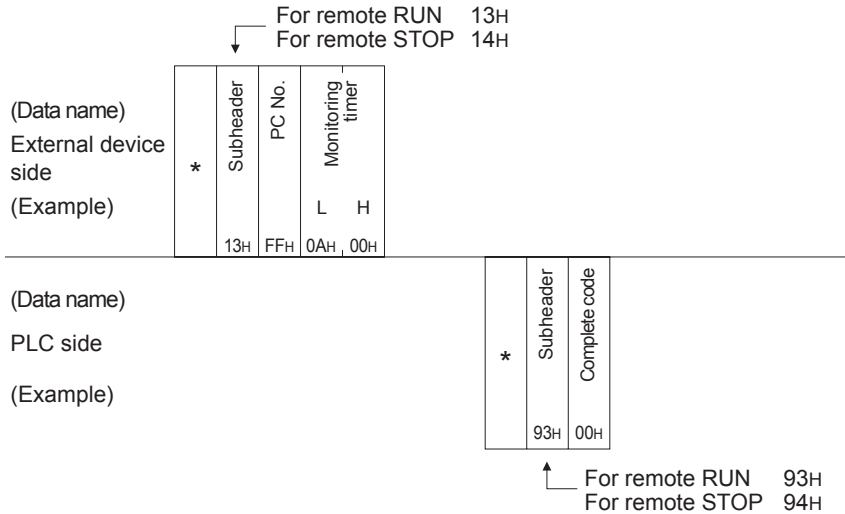 For remote RUN 13H
For remote STOP 14H
(Data name)
External device
side
(Example)
*
Subheader
PC No.
Monitoring
timer
L H
13H FFH 0AH 00H
(Data name)
PLC side
(Example)
*
Subheader
Complete code
93H 00H
For remote RUN 93H
For remote STOP 94H